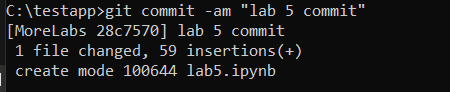 C:\testapp>git commit -am "lab 5 commit"
[MoreLabs 28c7570] lab 5 commit
 1 file changed, 59 insertions(+)
 create mode 100644 lab5.ipynb